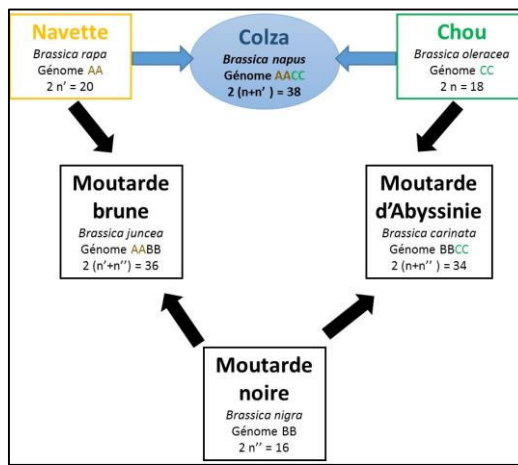 Navette
Brassica rapa
Génome AA
2 n' = 20
Colza
Brassica napus
Génome AACC
2 (n+n' ) = 38
Chou
Brassica oleracea
Génome CC
2 n = 18
Moutarde
brune
Brassica juncea
Génome AABB
2 (n'+n'') = 36
Moutarde
d'Abyssinie
Brassica carinata
Génome BBCC
2 (n+n'' ) = 34
Moutarde
noire
Brassica nigra
Génome BB
2 n'' = 16